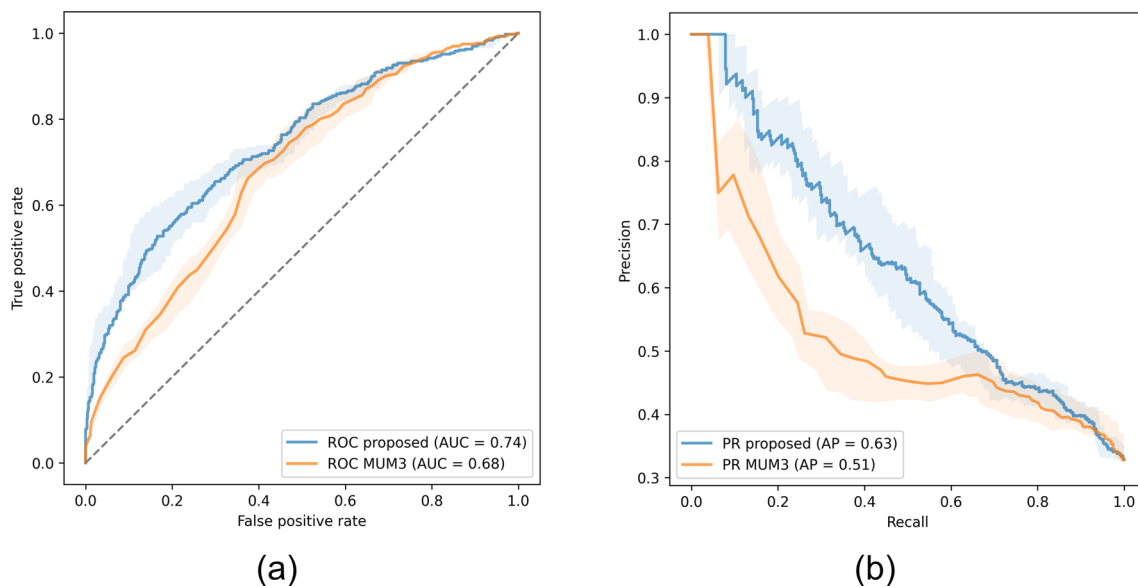 1.0
0.8
0.6
0.4
0.2
0.0
True positive rate
0.0 0.2 0.4 0.6 0.8 1.0
False positive rate
ROC proposed (AUC = 0.74)
ROC MUM3 (AUC = 0.68)
(a)
1.0
0.9
0.8
0.7
0.6
0.5
0.4
0.3
Precision
0.0 0.2 0.4 0.6 0.8 1.0
Recall
PR proposed (AP = 0.63)
PR MUM3 (AP = 0.51)
(b)